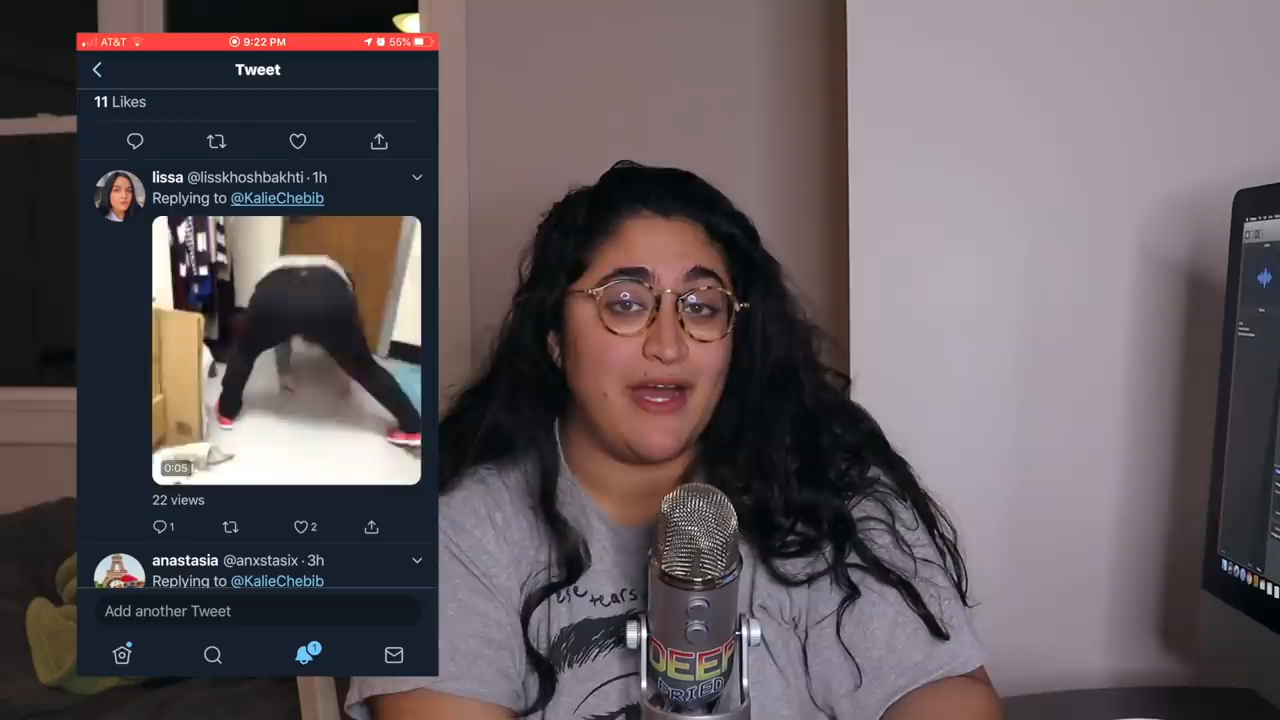 AT&T 9:22 PM 55%
Tweet
11 Likes
lissa @lisskhoshbakhti · 1h
Replying to @KalieChebib
0:05
22 views
1 2
anastasia @anxstasix · 3h
Replying to @KalieChebib
Add another Tweet
1
tears
DEEP
FRIED